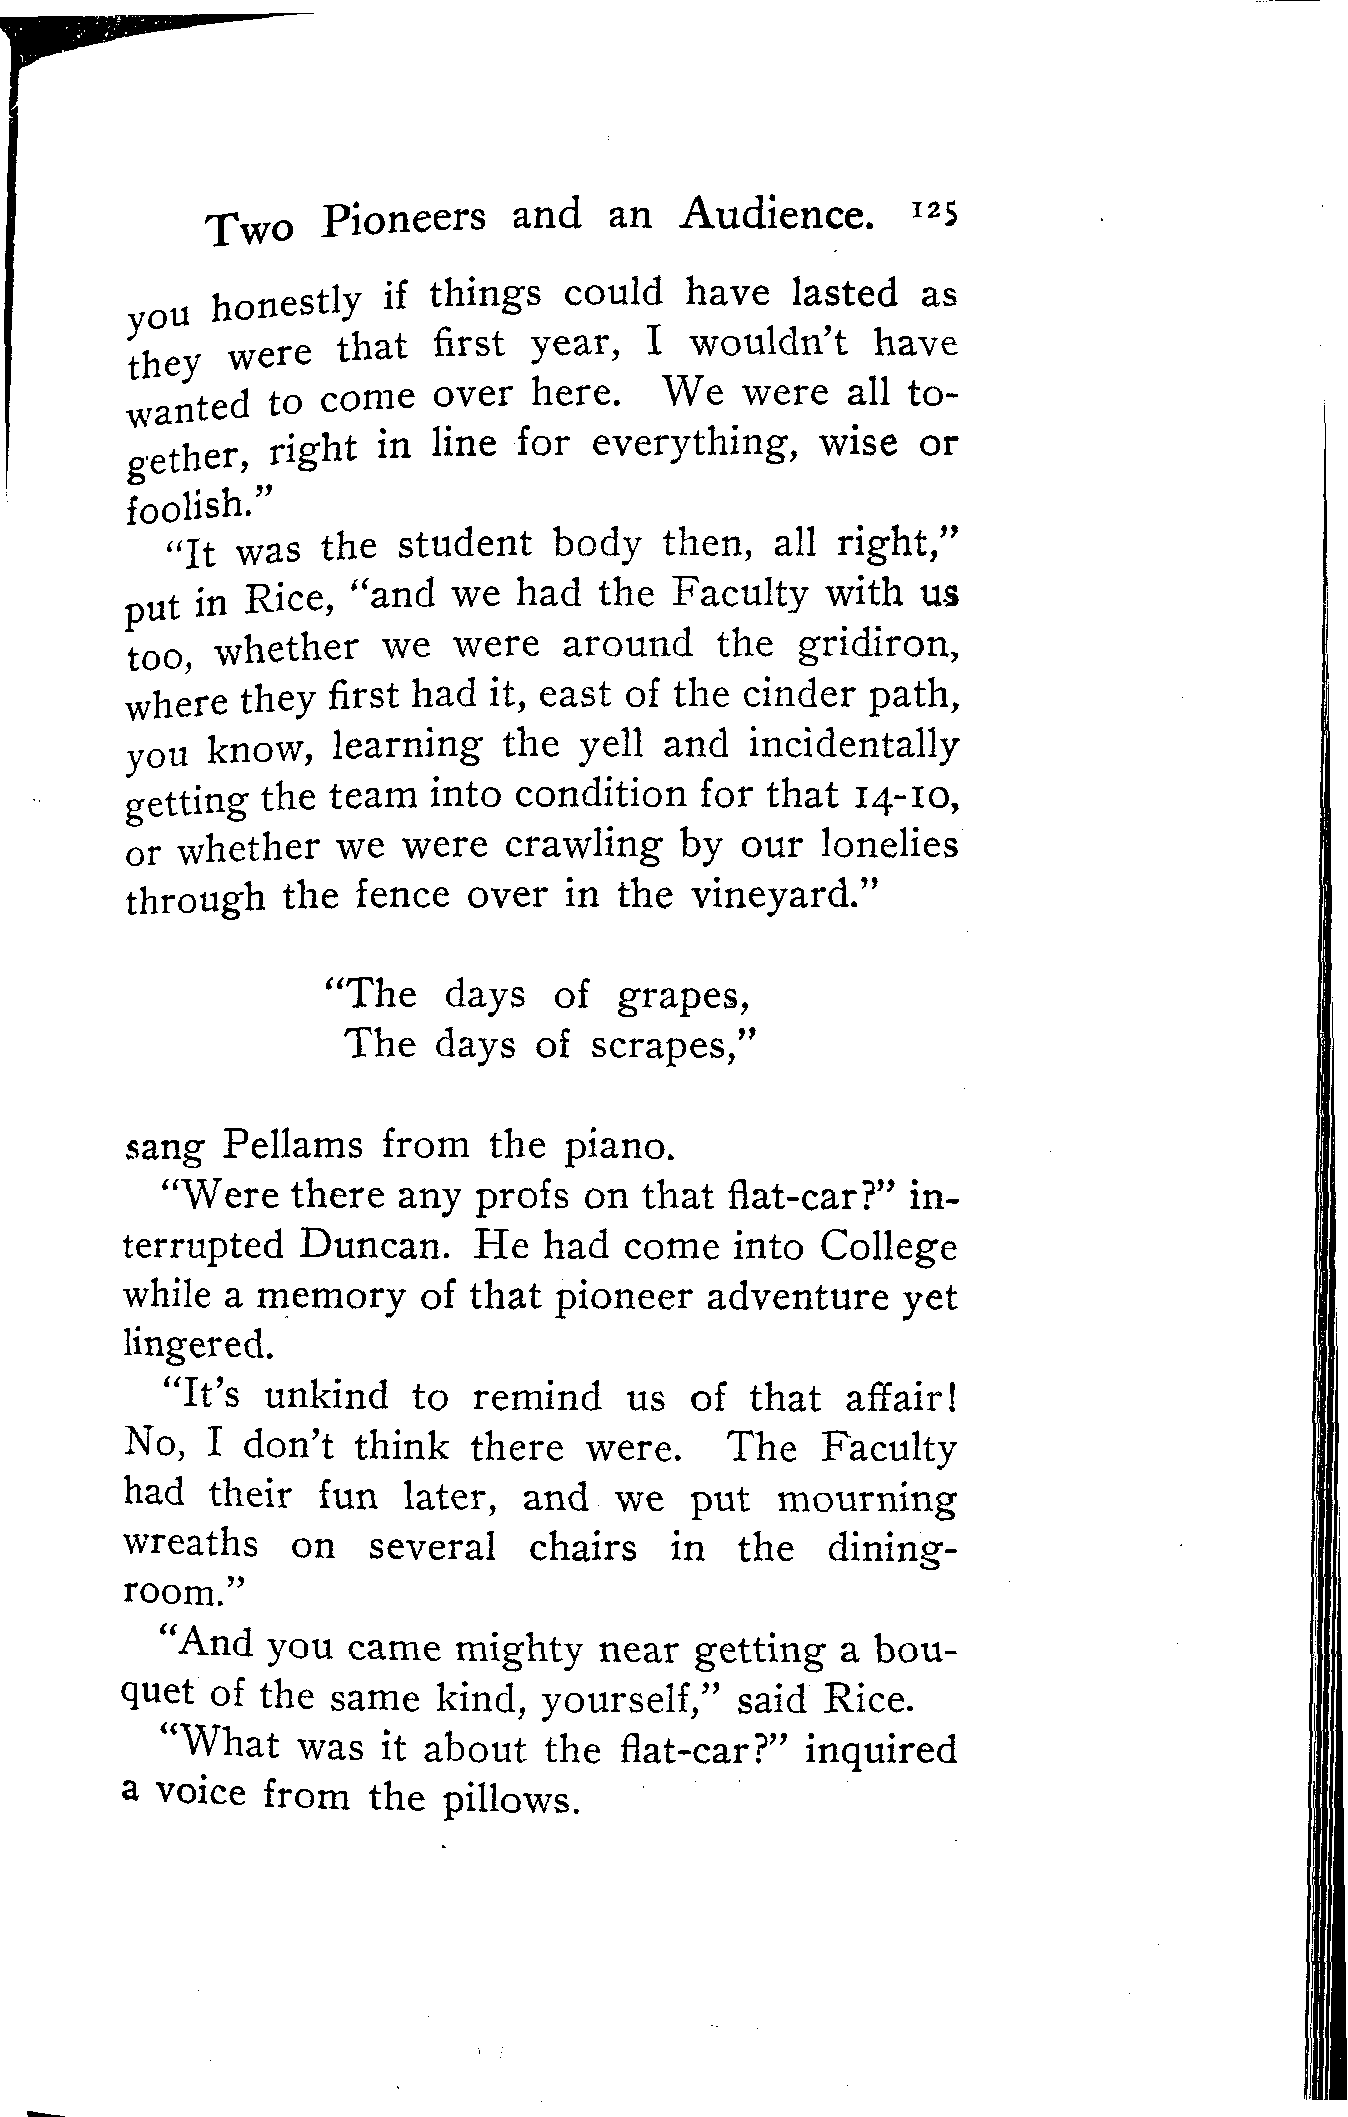 Two Pioneers and an Audience. 125
you honestly if things could have lasted as
they were that first year, I wouldn't have
wanted to come over here. We were all to-
gether, right in line for everything, wise or
foolish."
"It was the student body then, all right,"
put in Rice, "and we had the Faculty with us
too, whether we were around the gridiron,
where they first had it, east of the cinder path,
you know, learning the yell and incidentally
getting the team into condition for that 14-10,
or whether we were crawling by our lonelies
through the fence over in the vineyard."
"The days of grapes,
The days of scrapes,"
sang Pellams from the piano.
"Were there any profs on that flat-car?" in-
terrupted Duncan. He had come into College
while a memory of that pioneer adventure yet
lingered.
"It's unkind to remind us of that affair!
No, I don't think there were. The Faculty
had their fun later, and we put mourning
wreaths on several chairs in the dining-
room."
"And you came mighty near getting a bou-
quet of the same kind, yourself," said Rice.
"What was it about the flat-car?" inquired
a voice from the pillows.